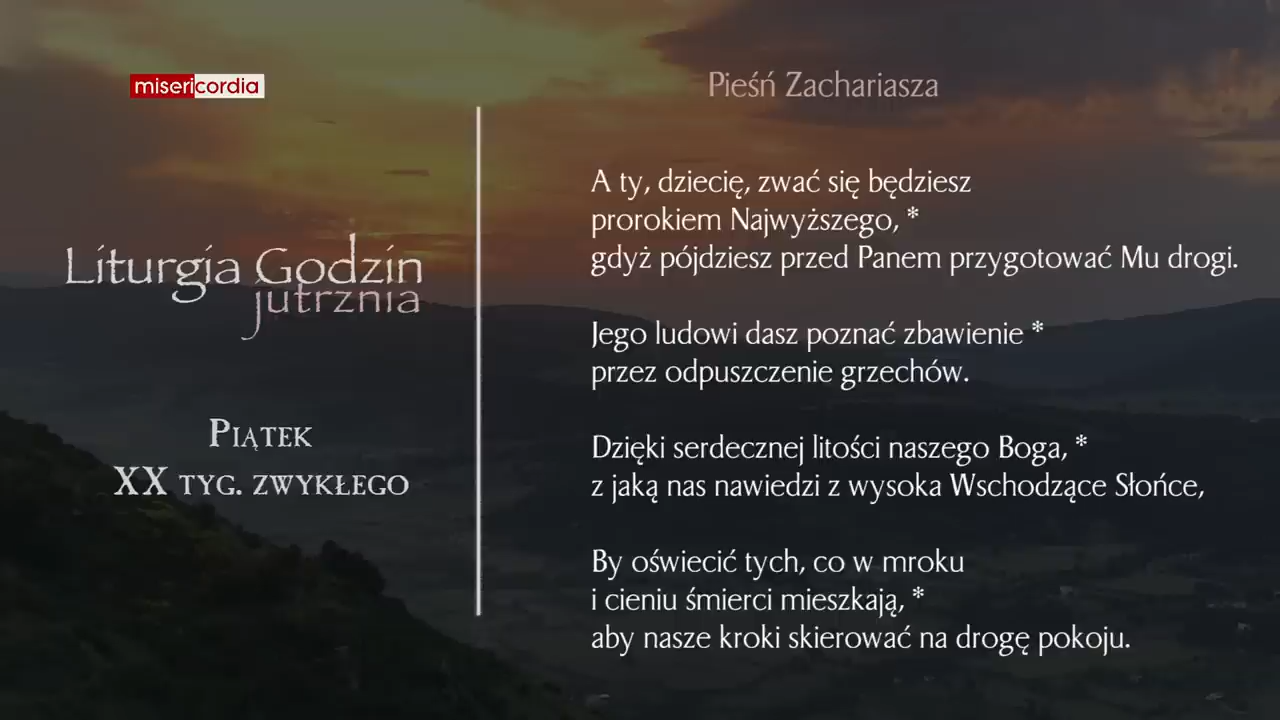 misericordia
Liturgia Godzin
jutrznia
Piątek
XX tyg. zwykłego
Pieśń Zachariasza
A ty, dziecię, zwać się będziesz
prorokiem Najwyższego, *
gdyż pójdziesz przed Panem przygotować Mu drogi.
Jego ludowi dasz poznać zbawienie *
przez odpuszczenie grzechów.
Dzięki serdecznej litości naszego Boga, *
z jaką nas nawiedzi z wysoka Wschodzące Słońce,
By oświecić tych, co w mroku
i cieniu śmierci mieszkają, *
aby nasze kroki skierować na drogę pokoju.